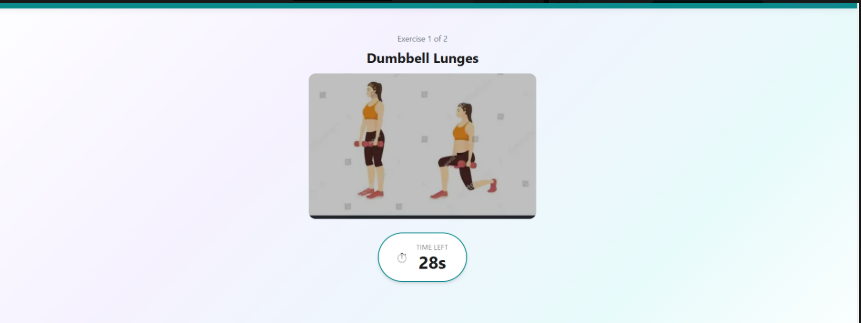 Exercise 1 of 2
Dumbbell Lunges
TIME LEFT
28s